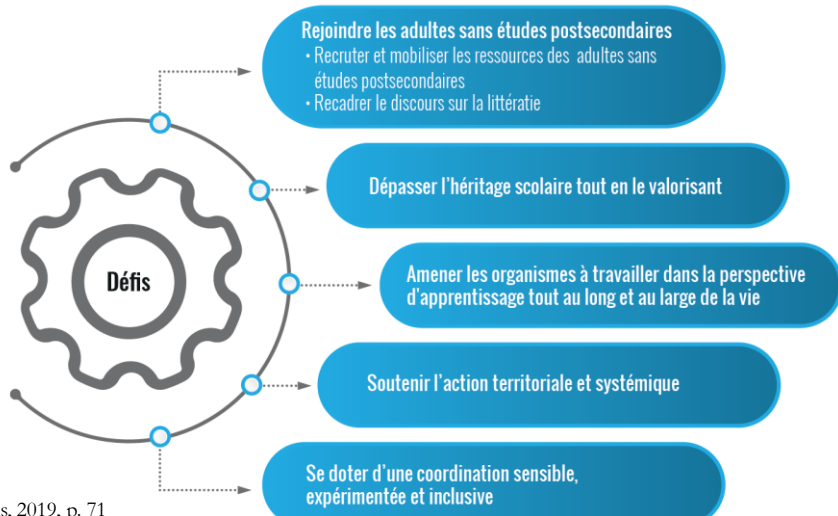 Rejoindre les adultes sans études postsecondaires
• Recruter et mobiliser les ressources des adultes sans
études postsecondaires
• Recadrer le discours sur la littératie
Dépasser l'héritage scolaire tout en le valorisant
Défis
Amener les organismes à travailler dans la perspective
d'apprentissage tout au long et au large de la vie
Soutenir l'action territoriale et systémique
Se doter d'une coordination sensible,
expérimentée et inclusive
, 2019, p. 71